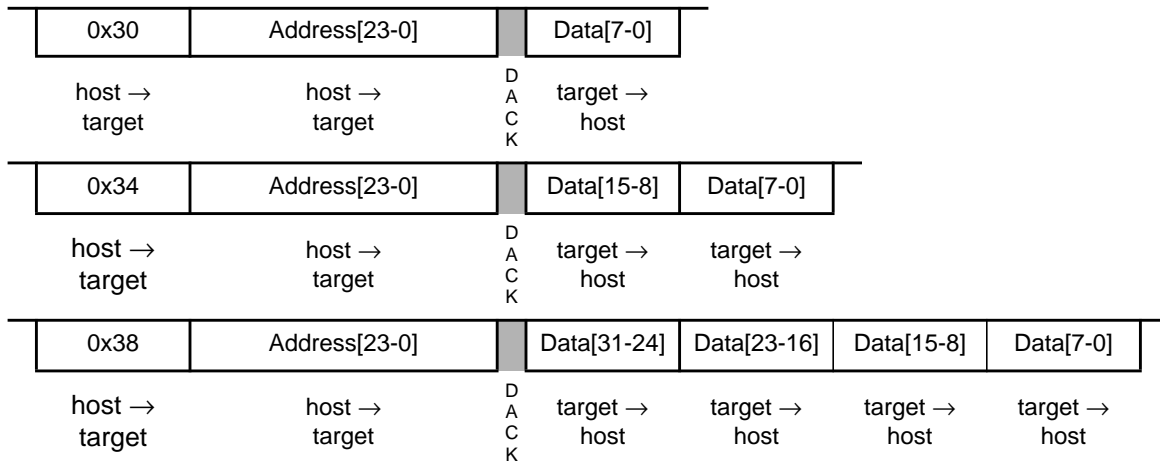 0x30 Address[23-0] Data[7-0]
host → host → D A C K target →
target target host
0x34 Address[23-0] Data[15-8] Data[7-0]
host → host → D A C K target → target →
target target host host
0x38 Address[23-0] Data[31-24] Data[23-16] Data[15-8] Data[7-0]
host → host → D A C K target → target → target → target →
target target host host host host